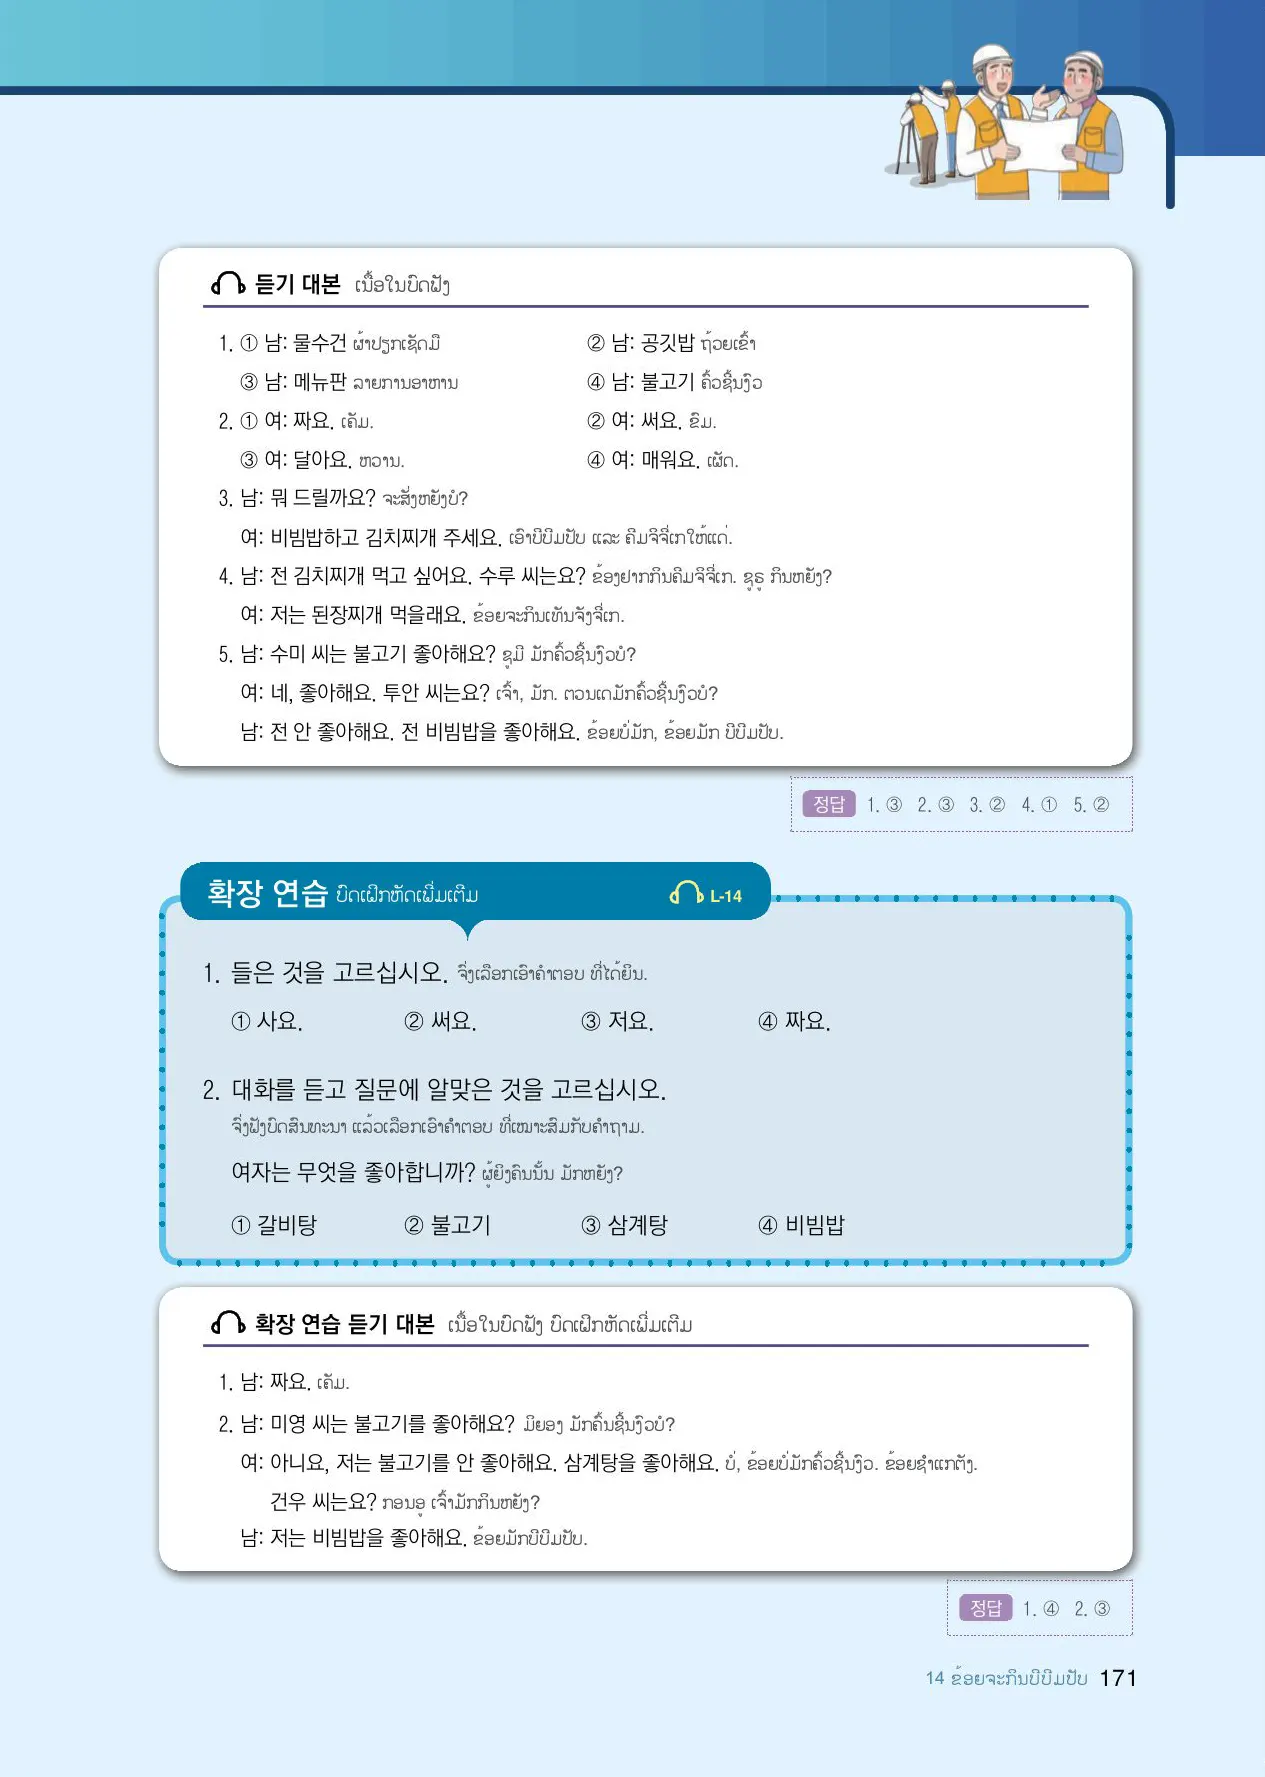 듣기 대본 ເນື້ອໃນບົດຟັງ
1. ① 남: 물수건 ຜ້າປຽກເຊັດມື ② 남: 공깃밥 ຖ້ວຍເຂົ້າ
③ 남: 메뉴판 ລາຍການອາຫານ ④ 남: 불고기 ຄົ້ວຊີ້ນງົວ
2. ① 여: 짜요. ເຄັມ. ② 여: 써요. ຂົມ.
③ 여: 달아요. ຫວານ. ④ 여: 매워요. ເຜັດ.
3. 남: 뭐 드릴까요? ຈະສັ່ງຫຍັງບໍ?
여: 비빔밥하고 김치찌개 주세요. ເອົາບີບີມປັບ ແລະ ຄີມຈິຈີ່ເກໃຫ້ແດ່.
4. 남: 전 김치찌개 먹고 싶어요. 수루 씨는요? ຂ້ອງຢາກກິນຄິມຈິຈີ່ເກ. ຊູຣູ ກິນຫຍັງ?
여: 저는 된장찌개 먹을래요. ຂ້ອຍຈະກິນເທັນຈັງຈີ່ເກ.
5. 남: 수미 씨는 불고기 좋아해요? ຊູມີ ມັກຄົ້ວຊີ້ນງົວບໍ?
여: 네, 좋아해요. 투안 씨는요? ເຈົ້າ, ມັກ. ຕວນເດມັກຄົ້ວຊີ້ນງົວບໍ?
남: 전 안 좋아해요. 전 비빔밥을 좋아해요. ຂ້ອຍບໍ່ມັກ, ຂ້ອຍມັກ ບີບີມປັບ.
정답 1. ③ 2. ③ 3. ② 4. ① 5. ②
확장 연습 ບົດເຝິກຫັດເພີ່ມເຕີມ L-14
1. 들은 것을 고르십시오. ຈົ່ງເລືອກເອົາຄຳຕອບ ທີ່ໄດ້ຍິນ.
① 사요. ② 써요. ③ 저요. ④ 짜요.
2. 대화를 듣고 질문에 알맞은 것을 고르십시오.
ຈົ່ງຟັງບົດສົນທະນາ ແລ້ວເລືອກເອົາຄຳຕອບ ທີ່ເໝາະສົມກັບຄຳຖາມ.
여자는 무엇을 좋아합니까? ຜູ້ຍິງຄົນນັ້ນ ມັກຫຍັງ?
① 갈비탕 ② 불고기 ③ 삼계탕 ④ 비빔밥
확장 연습 듣기 대본 ເນື້ອໃນບົດຟັງ ບົດເຝິກຫັດເພີ່ມເຕີມ
1. 남: 짜요. ເຄັມ.
2. 남: 미영 씨는 불고기를 좋아해요? ມິຍອງ ມັກຄົ້ນຊີ້ນງົວບໍ?
여: 아니요, 저는 불고기를 안 좋아해요. 삼계탕을 좋아해요. ບໍ່, ຂ້ອຍບໍ່ມັກຄົ້ວຊີ້ນງົວ. ຂ້ອຍຊຳແກຕັງ.
건우 씨는요? ກອນອູ ເຈົ້າມັກກິນຫຍັງ?
남: 저는 비빔밥을 좋아해요. ຂ້ອຍມັກບີບີມປັບ.
정답 1. ④ 2. ③
14 ຂ້ອຍຈະກິນບີບີມປັບ 171